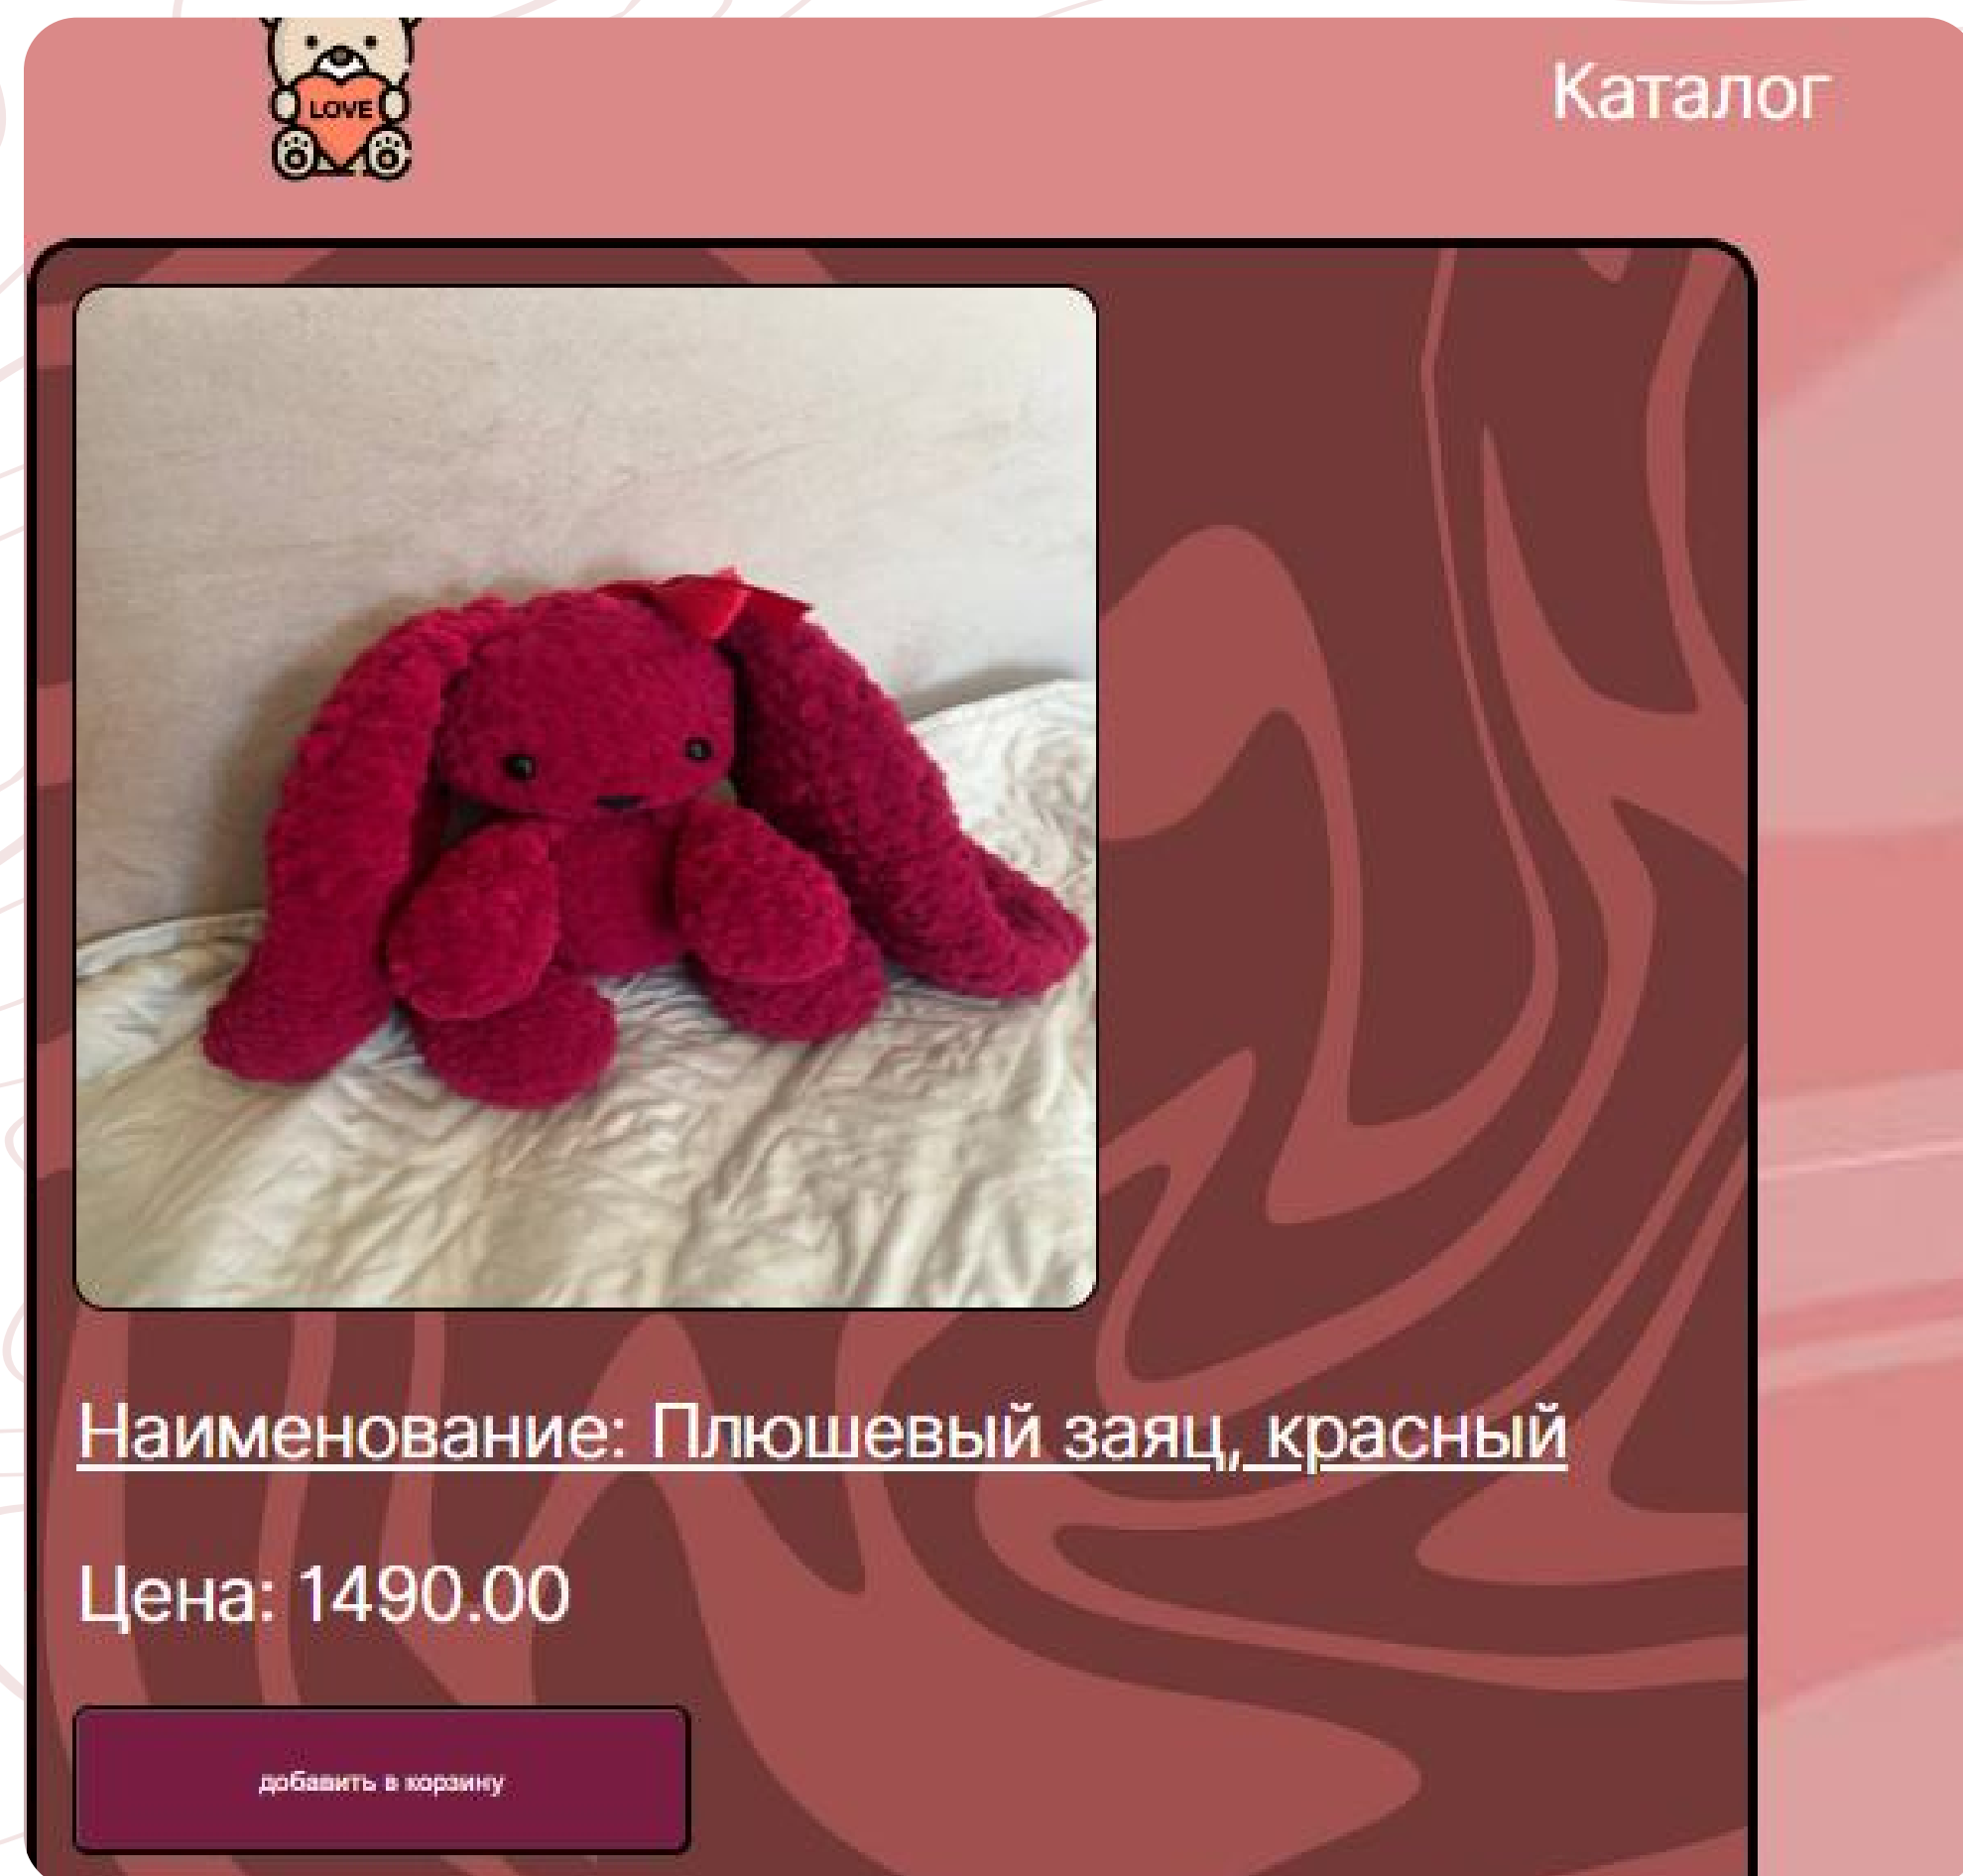 LOVE
Каталог
Наименование: Плюшевый заяц, красный
Цена: 1490.00
добавить в корзину